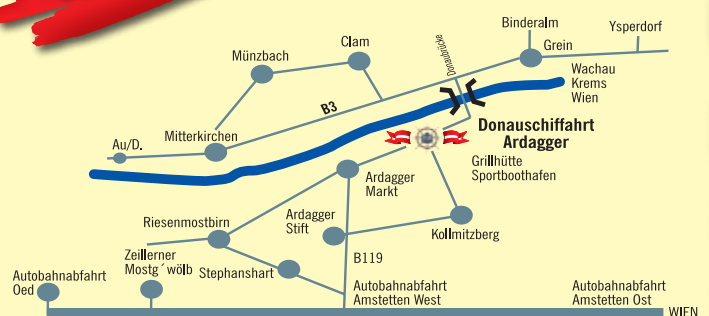 Binderalm
Ysperdorf
Grein
Clam
Donaubrücke
Münzbach
Wachau
Krems
Wien
B3
Mitterkirchen
Au/D.
Donauschiffahrt
Ardagger
Grillhütte
Sportboothafen
Ardagger
Markt
Ardagger
Stift
Riesenmostbirn
Kollmitzberg
Zeillerner
Mostg´wölb
Stephanshart
B119
Autobahnabfahrt
Oed
Autobahnabfahrt
Amstetten West
Autobahnabfahrt
Amstetten Ost
WIEN